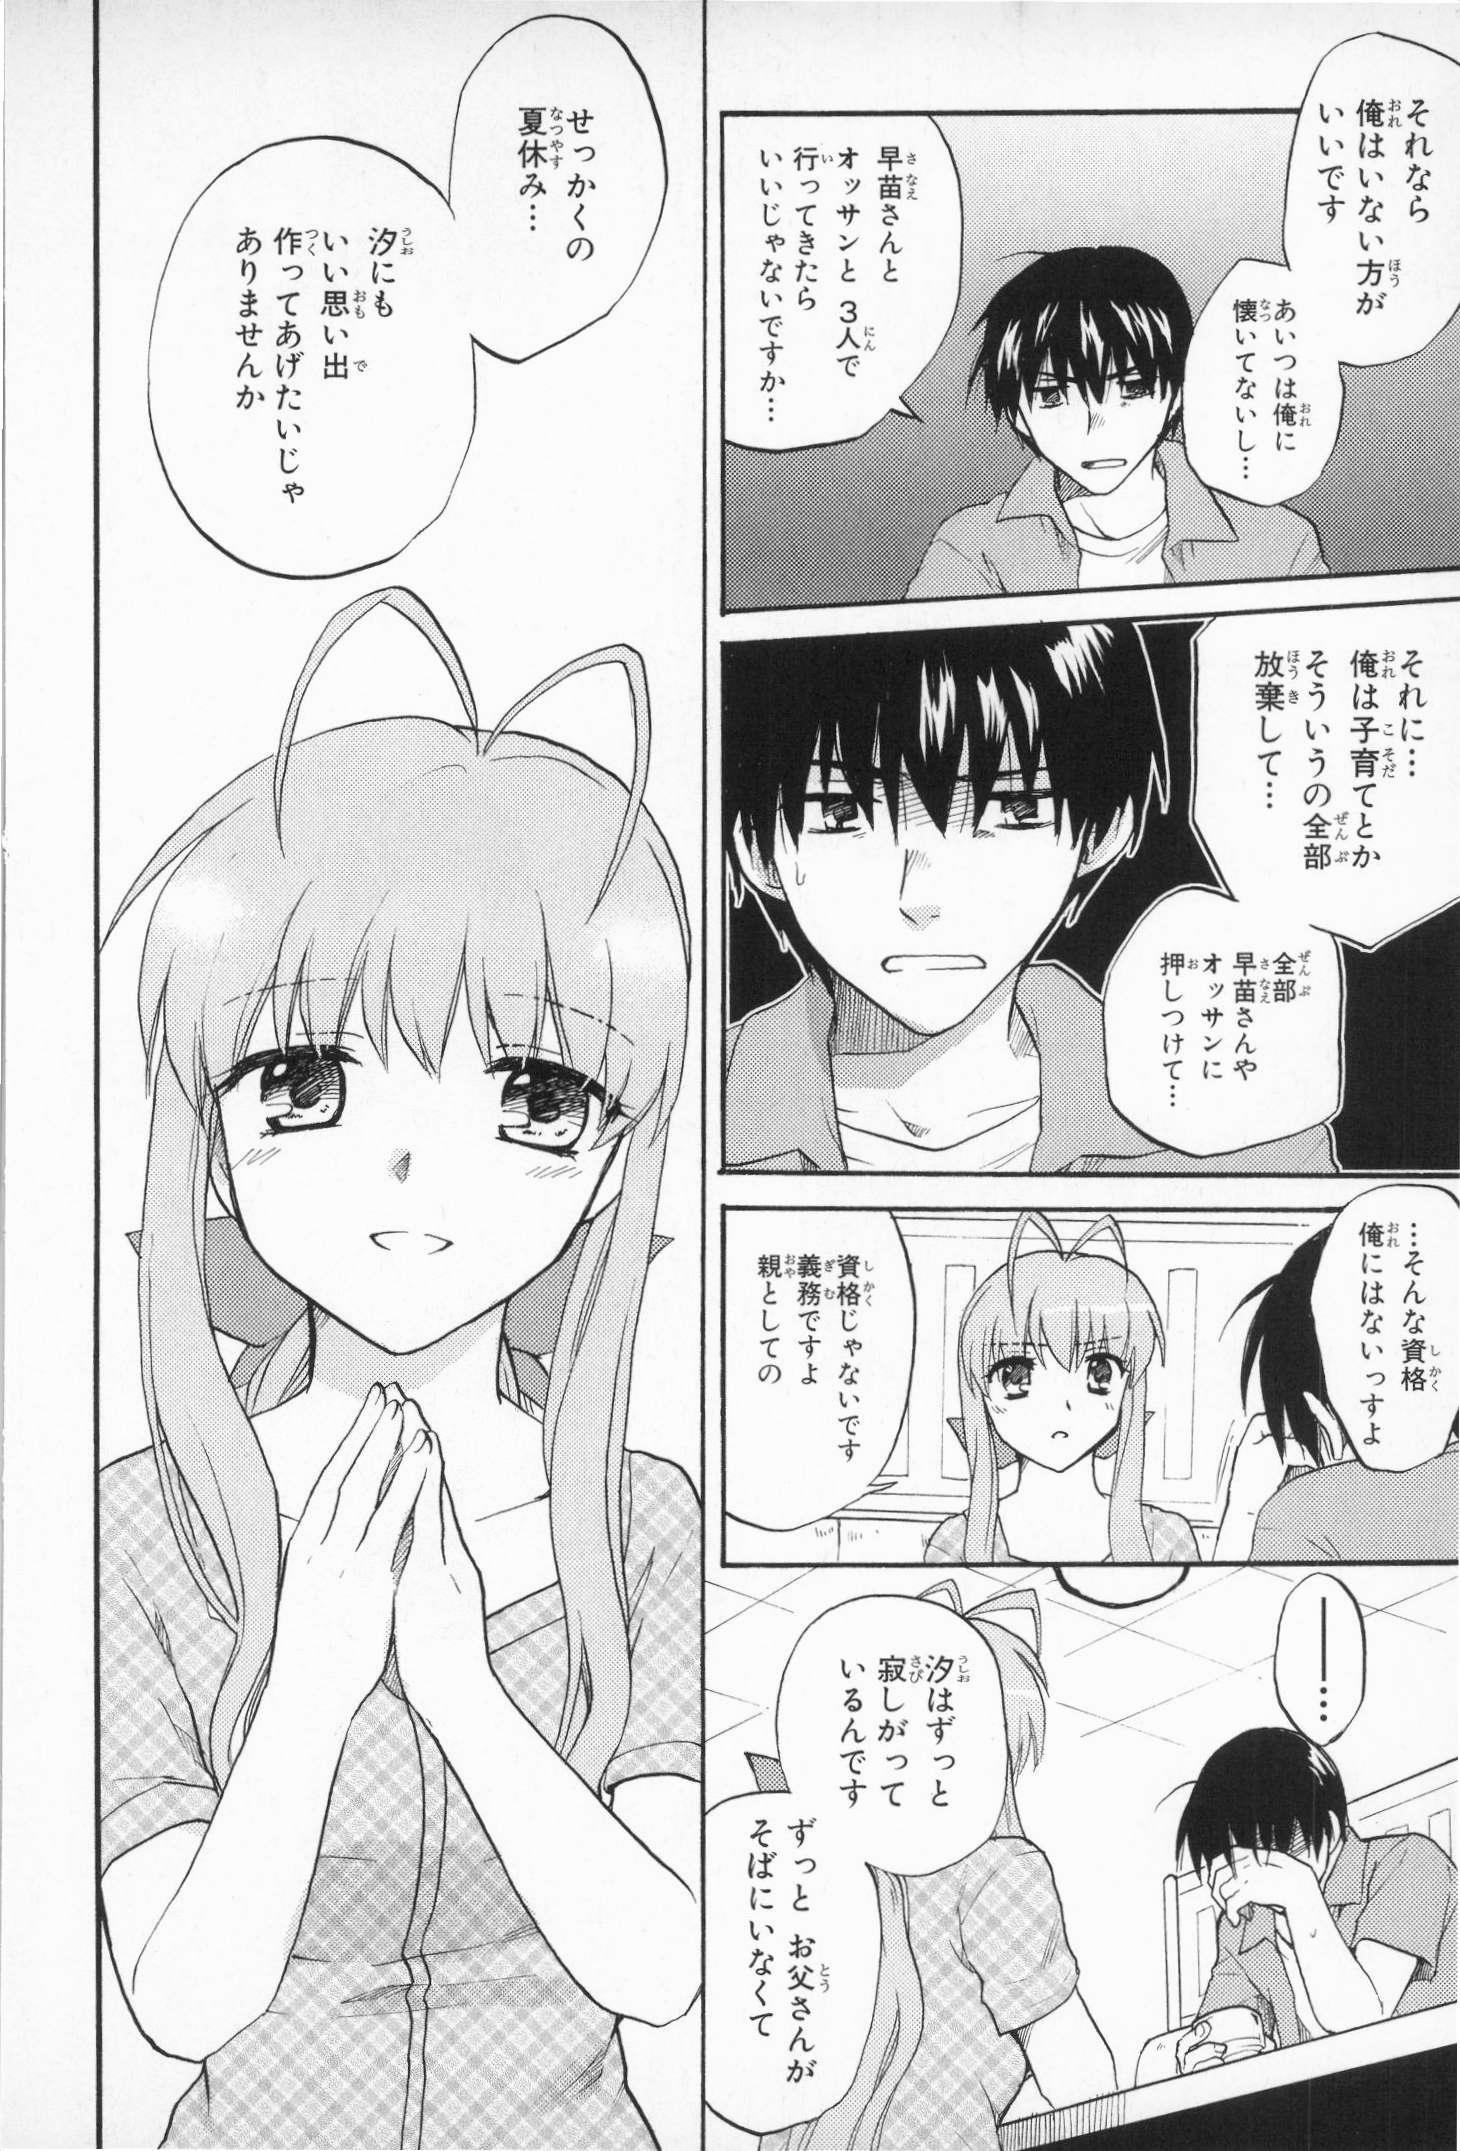 それなら
俺はいない方が
いいです
あいつは俺に
懐いてないし…
早苗さんと
オッサンと 3人で
行ってきたら
いいじゃないですか…
それに…
俺は子育てとか
そういうの全部
放棄して…
全部
早苗さんや
オッサンに
押しつけて…
…そんな資格
俺にはないっすよ
資格じゃないです
義務ですよ
親としての
――…
汐はずっと
寂しがって
いるんです
ずっと お父さんが
そばにいなくて
せっかくの
夏休み…
汐にも
いい思い出
作ってあげたいじゃ
ありませんか